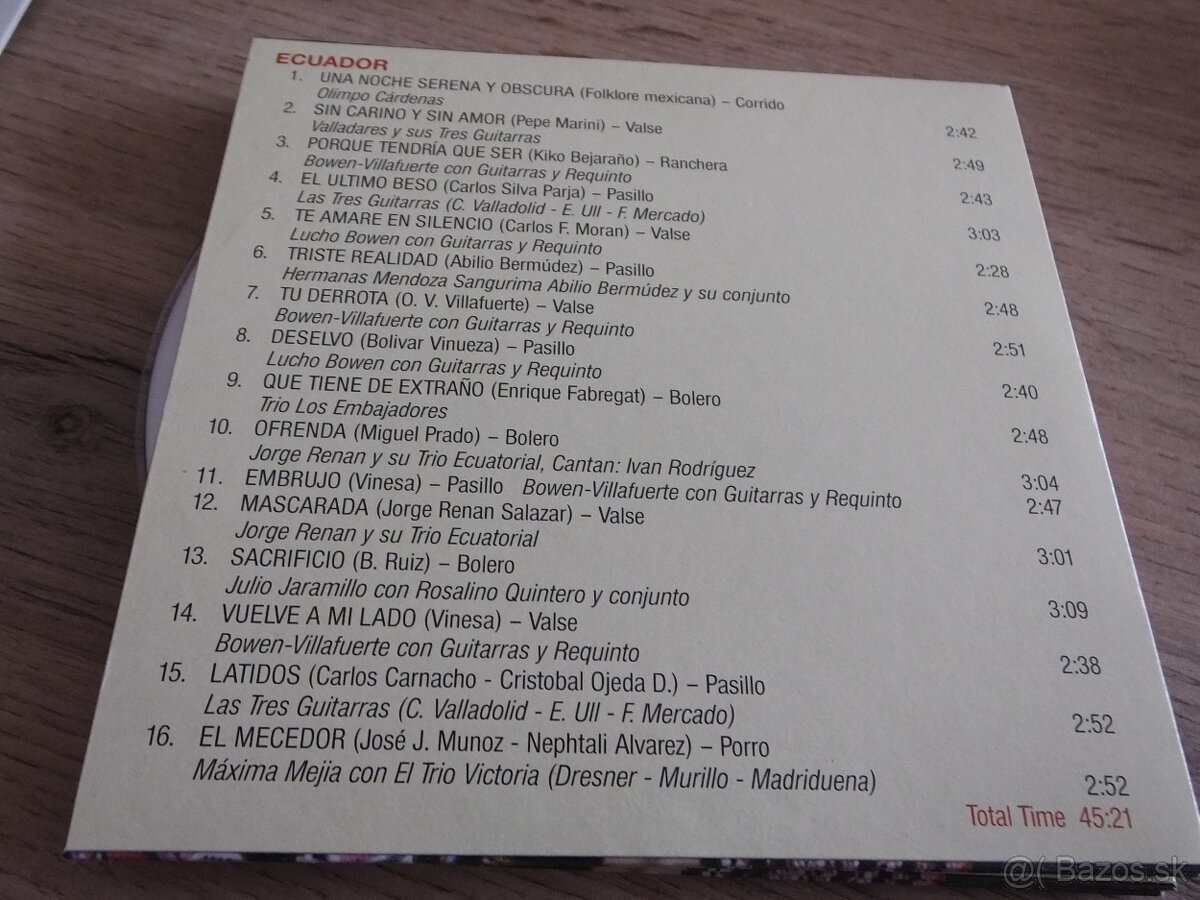 ECUADOR
1. UNA NOCHE SERENA Y OBSCURA (Folklore mexicana) – Corrido
Olimpo Cárdenas 2:42
2. SIN CARINO Y SIN AMOR (Pepe Marini) – Valse
Valladares y sus Tres Guitarras 2:49
3. PORQUE TENDRÍA QUE SER (Kiko Bejaraño) – Ranchera
Bowen-Villafuerte con Guitarras y Requinto 2:43
4. EL ULTIMO BESO (Carlos Silva Parja) – Pasillo
Las Tres Guitarras (C. Valladolid - E. Ull - F. Mercado) 3:03
5. TE AMARE EN SILENCIO (Carlos F. Moran) – Valse
Lucho Bowen con Guitarras y Requinto 2:28
6. TRISTE REALIDAD (Abilio Bermúdez) – Pasillo
Hermanas Mendoza Sangurima Abilio Bermúdez y su conjunto 2:48
7. TU DERROTA (O. V. Villafuerte) – Valse
Bowen-Villafuerte con Guitarras y Requinto 2:51
8. DESELVO (Bolivar Vinueza) – Pasillo
Lucho Bowen con Guitarras y Requinto 2:40
9. QUE TIENE DE EXTRAÑO (Enrique Fabregat) – Bolero
Trio Los Embajadores 2:48
10. OFRENDA (Miguel Prado) – Bolero
Jorge Renan y su Trio Ecuatorial, Cantan: Ivan Rodríguez 3:04
11. EMBRUJO (Vinesa) – Pasillo Bowen-Villafuerte con Guitarras y Requinto 2:47
12. MASCARADA (Jorge Renan Salazar) – Valse
Jorge Renan y su Trio Ecuatorial 3:01
13. SACRIFICIO (B. Ruiz) – Bolero
Julio Jaramillo con Rosalino Quintero y conjunto 3:09
14. VUELVE A MI LADO (Vinesa) – Valse
Bowen-Villafuerte con Guitarras y Requinto 2:38
15. LATIDOS (Carlos Carnacho - Cristobal Ojeda D.) – Pasillo
Las Tres Guitarras (C. Valladolid - E. Ull - F. Mercado) 2:52
16. EL MECEDOR (José J. Munoz - Nephtali Alvarez) – Porro
Máxima Mejia con El Trio Victoria (Dresner - Murillo - Madriduena) 2:52
Total Time 45:21
@( Bazos.sk